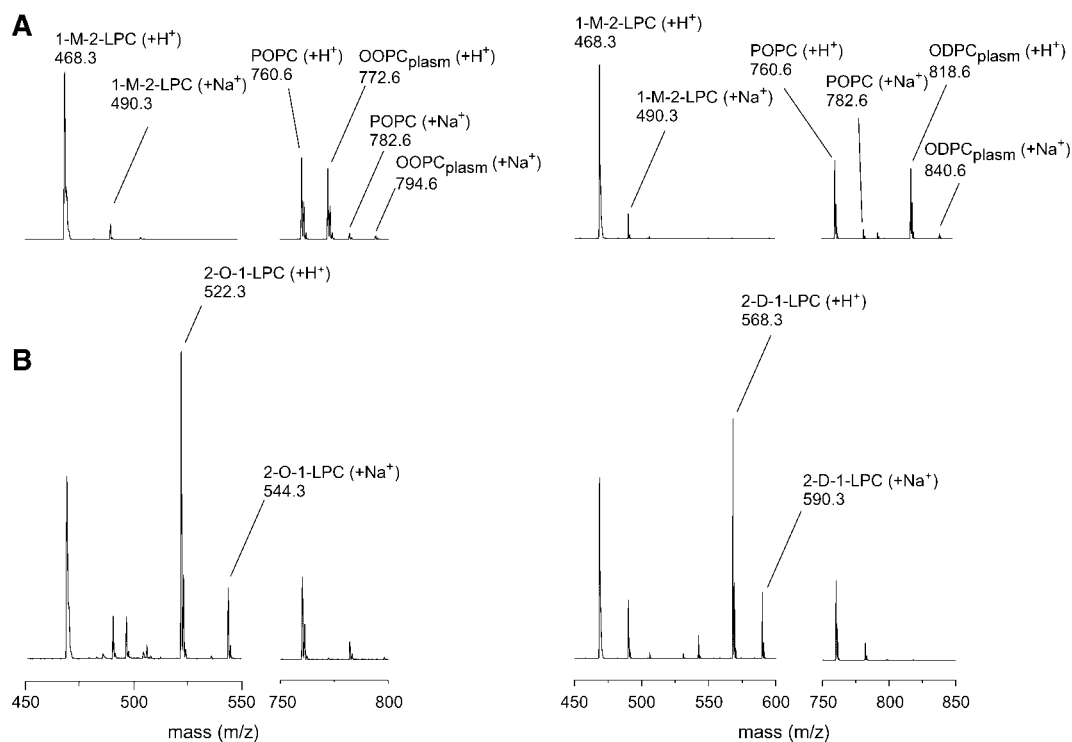 A
1-M-2-LPC (+H⁺)
468.3
1-M-2-LPC (+Na⁺)
490.3
POPC (+H⁺)
760.6
OOPCplasm (+H⁺)
772.6
POPC (+Na⁺)
782.6
OOPCplasm (+Na⁺)
794.6
1-M-2-LPC (+H⁺)
468.3
1-M-2-LPC (+Na⁺)
490.3
POPC (+H⁺)
760.6
POPC (+Na⁺)
782.6
ODPCplasm (+H⁺)
818.6
ODPCplasm (+Na⁺)
840.6
B
2-O-1-LPC (+H⁺)
522.3
2-O-1-LPC (+Na⁺)
544.3
2-D-1-LPC (+H⁺)
568.3
2-D-1-LPC (+Na⁺)
590.3
450 500 550 750 800
mass (m/z)
450 500 550 600 750 800 850
mass (m/z)